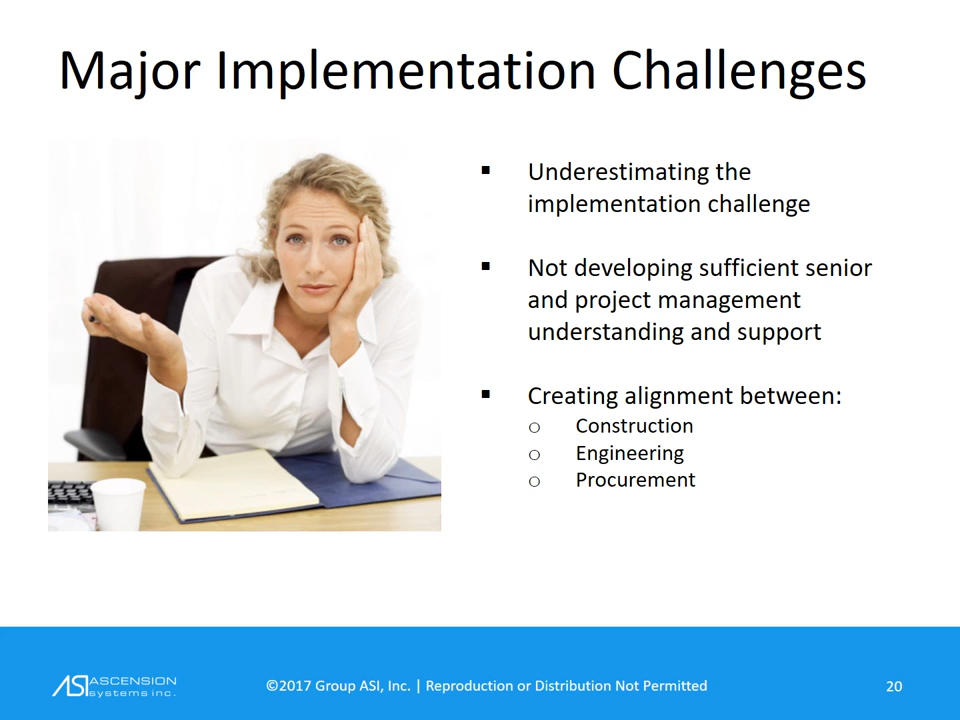 Major Implementation Challenges
▪ Underestimating the
implementation challenge
▪ Not developing sufficient senior
and project management
understanding and support
▪ Creating alignment between:
○ Construction
○ Engineering
○ Procurement
ASI ASCENSION
systems inc.
©2017 Group ASI, Inc. | Reproduction or Distribution Not Permitted
20